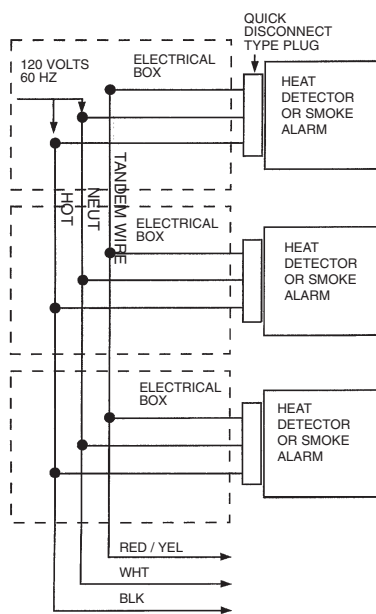 QUICK
DISCONNECT
TYPE PLUG
120 VOLTS
60 HZ
ELECTRICAL
BOX
HEAT
DETECTOR
OR SMOKE
ALARM
HOT
NEUT
TANDEM WIRE
ELECTRICAL
BOX
HEAT
DETECTOR
OR SMOKE
ALARM
ELECTRICAL
BOX
HEAT
DETECTOR
OR SMOKE
ALARM
RED / YEL
WHT
BLK